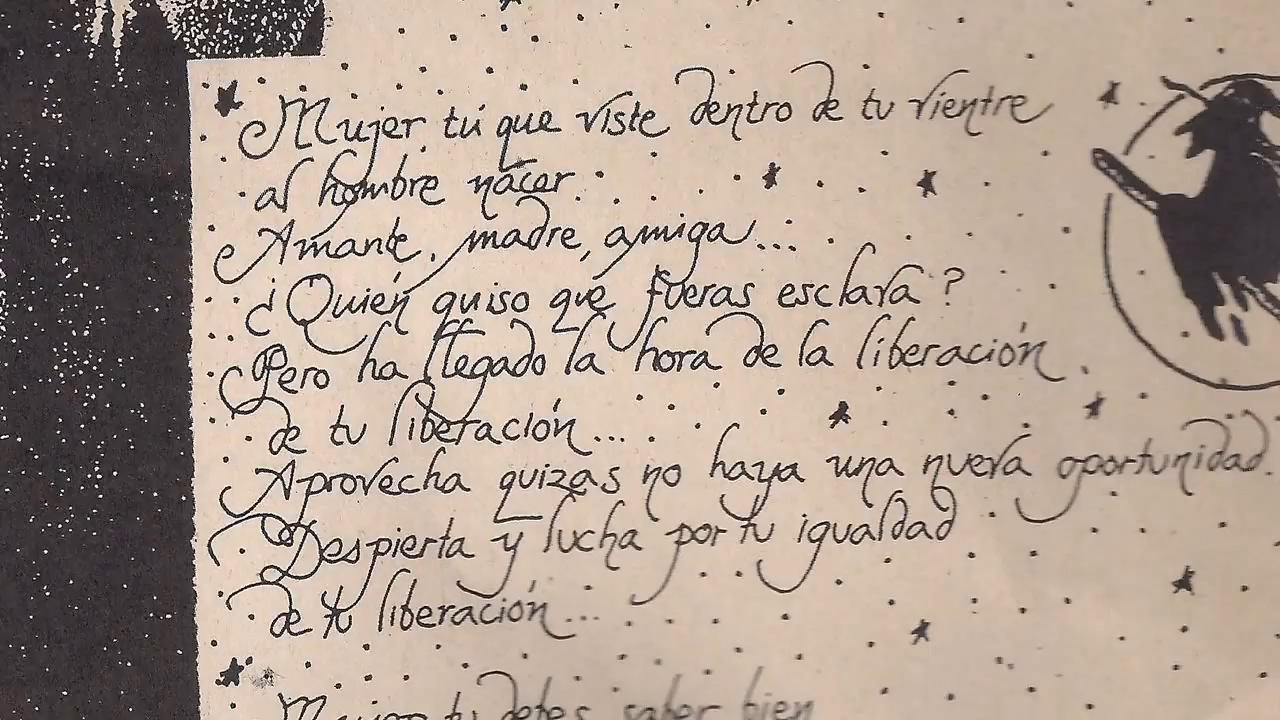 Mujer tú que viste dentro de tu vientre
al hombre nacer.
Amante, madre, amiga...
¿Quién quiso que fueras esclava?
Pero ha llegado la hora de la liberación,
de tu liberación...
Aprovecha quizas no haya una nueva oportunidad.
Despierta y lucha por tu igualdad
de tu liberación...
Mujer tu debes saber bien